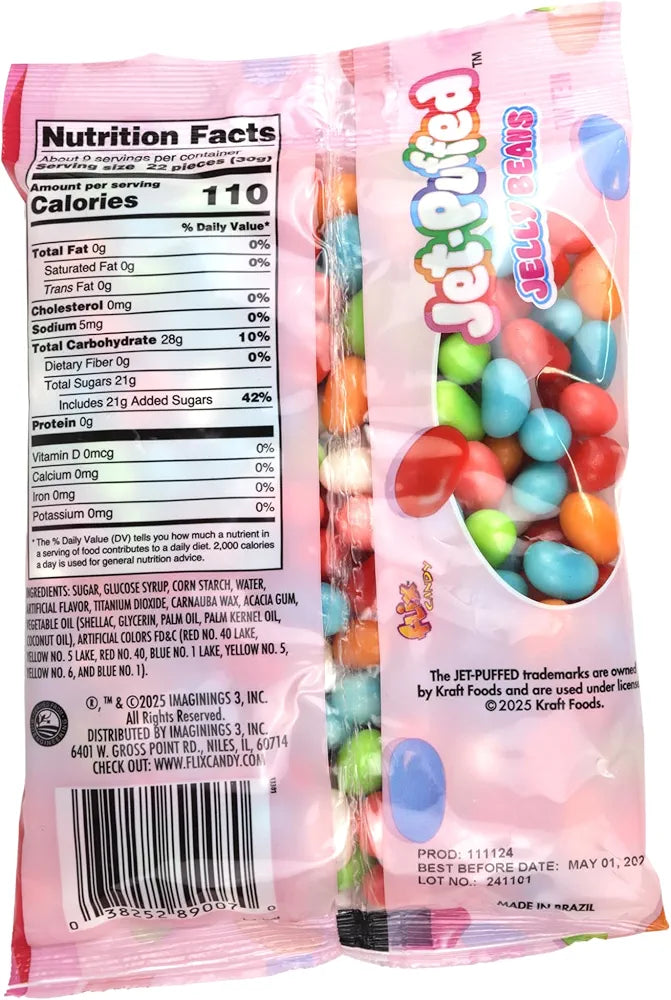 Nutrition Facts
About 9 servings per container
Serving size 22 pieces (30g)
Amount per serving
Calories 110
% Daily Value*
Total Fat 0g 0%
Saturated Fat 0g 0%
Trans Fat 0g
Cholesterol 0mg 0%
Sodium 5mg 0%
Total Carbohydrate 28g 10%
Dietary Fiber 0g 0%
Total Sugars 21g
Includes 21g Added Sugars 42%
Protein 0g
Vitamin D 0mcg 0%
Calcium 0mg 0%
Iron 0mg 0%
Potassium 0mg 0%
* The % Daily Value (DV) tells you how much a nutrient in
a serving of food contributes to a daily diet. 2,000 calories
a day is used for general nutrition advice.
NGREDIENTS: SUGAR, GLUCOSE SYRUP, CORN STARCH, WATER,
ARTIFICIAL FLAVOR, TITANIUM DIOXIDE, CARNAUBA WAX, ACACIA GUM,
VEGETABLE OIL (SHELLAC, GLYCERIN, PALM OIL, PALM KERNEL OIL,
COCONUT OIL), ARTIFICIAL COLORS FD&C (RED NO. 40 LAKE,
YELLOW NO. 5 LAKE, RED NO. 40, BLUE NO. 1 LAKE, YELLOW NO. 5,
YELLOW NO. 6, AND BLUE NO. 1).
®, ™ & ©2025 IMAGININGS 3, INC.
All Rights Reserved.
DISTRIBUTED BY IMAGININGS 3, INC.
6401 W. GROSS POINT RD., NILES, IL, 60714
CHECK OUT: WWW.FLIXCANDY.COM
0 38252 89007 0
Jet-Puffed™
JELLY BEANS
flix
CANDY
The JET-PUFFED trademarks are owned
by Kraft Foods and are used under license
©2025 Kraft Foods.
PROD: 111124
BEST BEFORE DATE: MAY 01, 202
LOT NO.: 241101
MADE IN BRAZIL